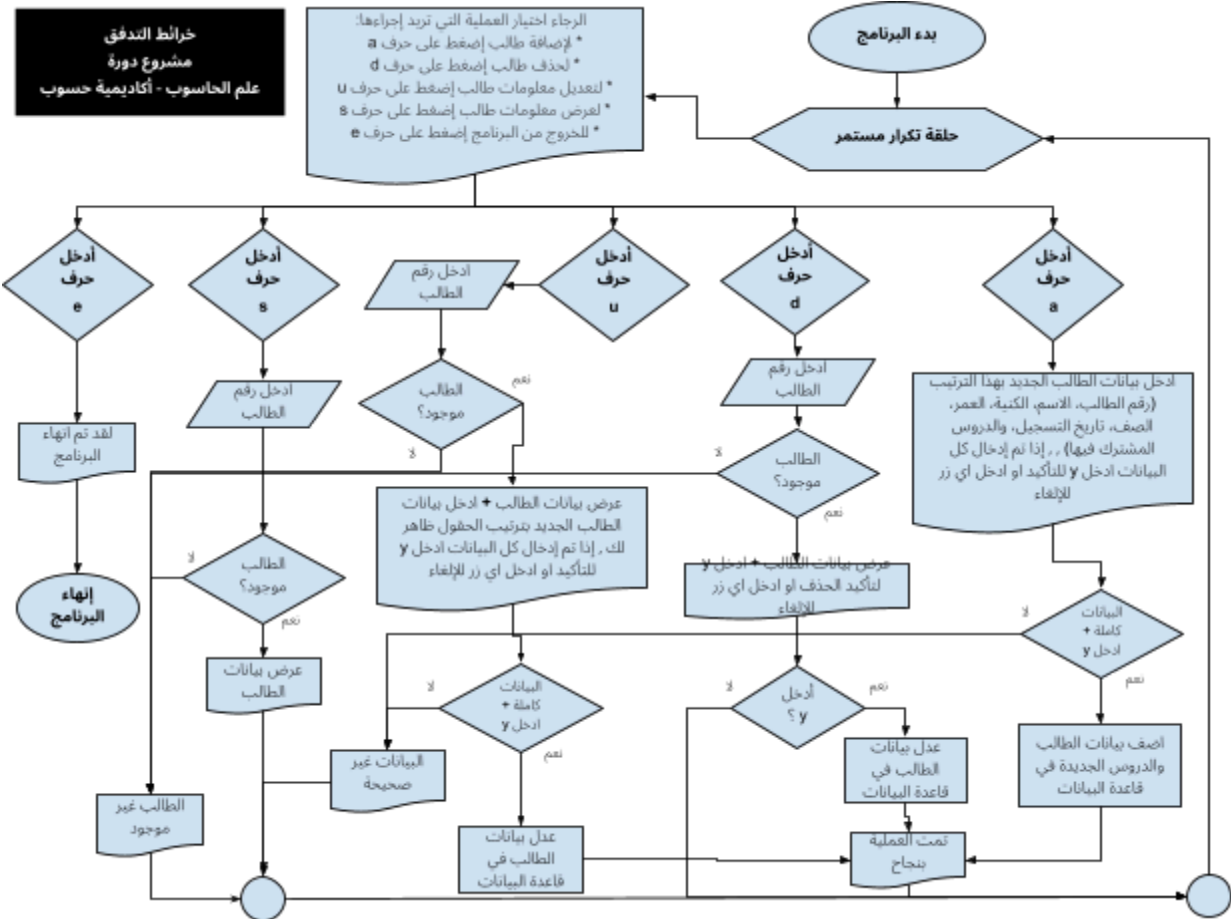 خرائط التدفق
مشروع دورة
علم الحاسوب - أكاديمية حسوب
الرجاء اختيار العملية التي تريد إجراءها:
* لإضافة طالب إضغط على حرف a
* لحذف طالب إضغط على حرف d
* لتعديل معلومات طالب إضغط على حرف u
* لعرض معلومات طالب إضغط على حرف s
* للخروج من البرنامج إضغط على حرف e
بدء البرنامج
حلقة تكرار مستمر
أدخل
حرف
a
أدخل
حرف
d
أدخل
حرف
u
أدخل
حرف
s
أدخل
حرف
e
ادخل بيانات الطالب الجديد بهذا الترتيب
(رقم الطالب، الاسم، الكنية، العمر،
الصف، تاريخ التسجيل، والدروس
المشترك فيها) , , إذا تم إدخال كل
البيانات ادخل y للتأكيد او ادخل اي زر
للإلغاء
البيانات
كاملة +
ادخل y
لا
نعم
اضف بيانات الطالب
والدروس الجديدة في
قاعدة البيانات
ادخل رقم
الطالب
الطالب
موجود؟
لا
نعم
عرض بيانات الطالب + ادخل y
لتأكيد الحذف او ادخل اي زر
للإلغاء
أدخل
y ؟
لا
نعم
عدل بيانات
الطالب في
قاعدة البيانات
تمت العملية
بنجاح
ادخل رقم
الطالب
الطالب
موجود؟
نعم
لا
عرض بيانات الطالب + ادخل بيانات
الطالب الجديد بترتيب الحقول ظاهر
لك , إذا تم إدخال كل البيانات ادخل y
للتأكيد او ادخل اي زر للإلغاء
البيانات
كاملة +
ادخل y
لا
نعم
البيانات غير
صحيحة
عدل بيانات
الطالب في
قاعدة البيانات
ادخل رقم
الطالب
الطالب
موجود؟
لا
نعم
عرض بيانات
الطالب
الطالب غير
موجود
لقد تم انهاء
البرنامج
إنهاء
البرنامج